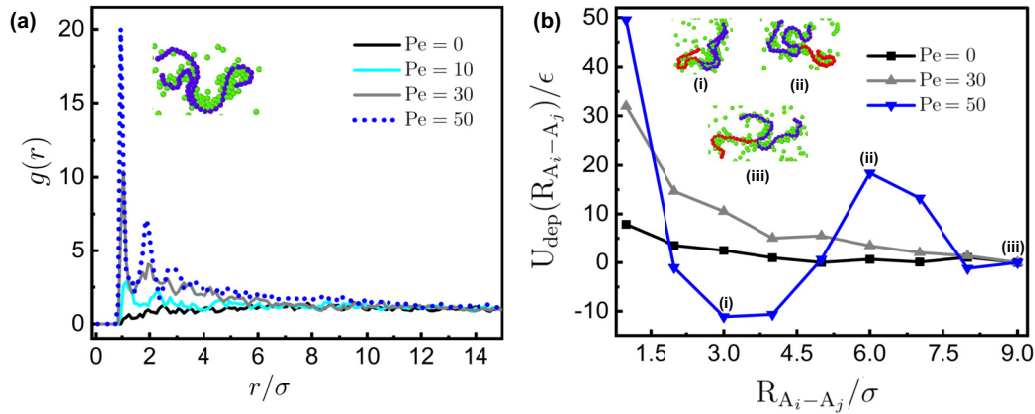 (a)
20
15
10
5
0
g(r)
Pe = 0
Pe = 10
Pe = 30
Pe = 50
0 2 4 6 8 10 12 14
r/σ
(b)
50
40
30
20
10
0
-10
U_dep(R_{A_i−A_j})/ϵ
(i)
(ii)
(iii)
Pe = 0
Pe = 30
Pe = 50
(ii)
(iii)
(i)
1.5 3.0 4.5 6.0 7.5 9.0
R_{A_i−A_j}/σ